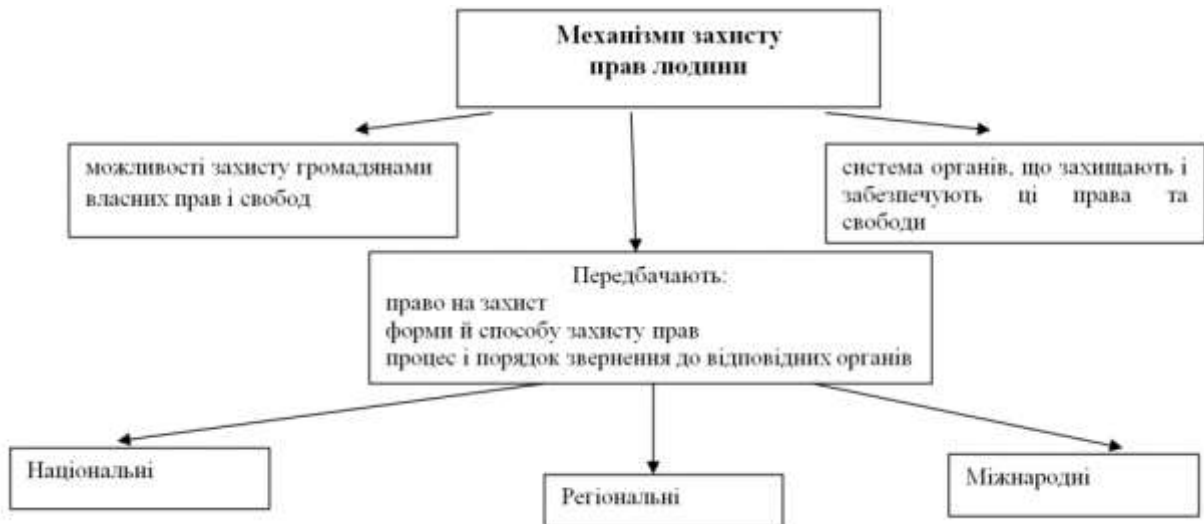 Механізми захисту
прав людини
можливості захисту громадянами
власних прав і свобод
система органів, що захищають і
забезпечують ці права та
свободи
Передбачають:
право на захист
форми й способу захисту прав
процес і порядок звернення до відповідних органів
Національні
Регіональні
Міжнародні